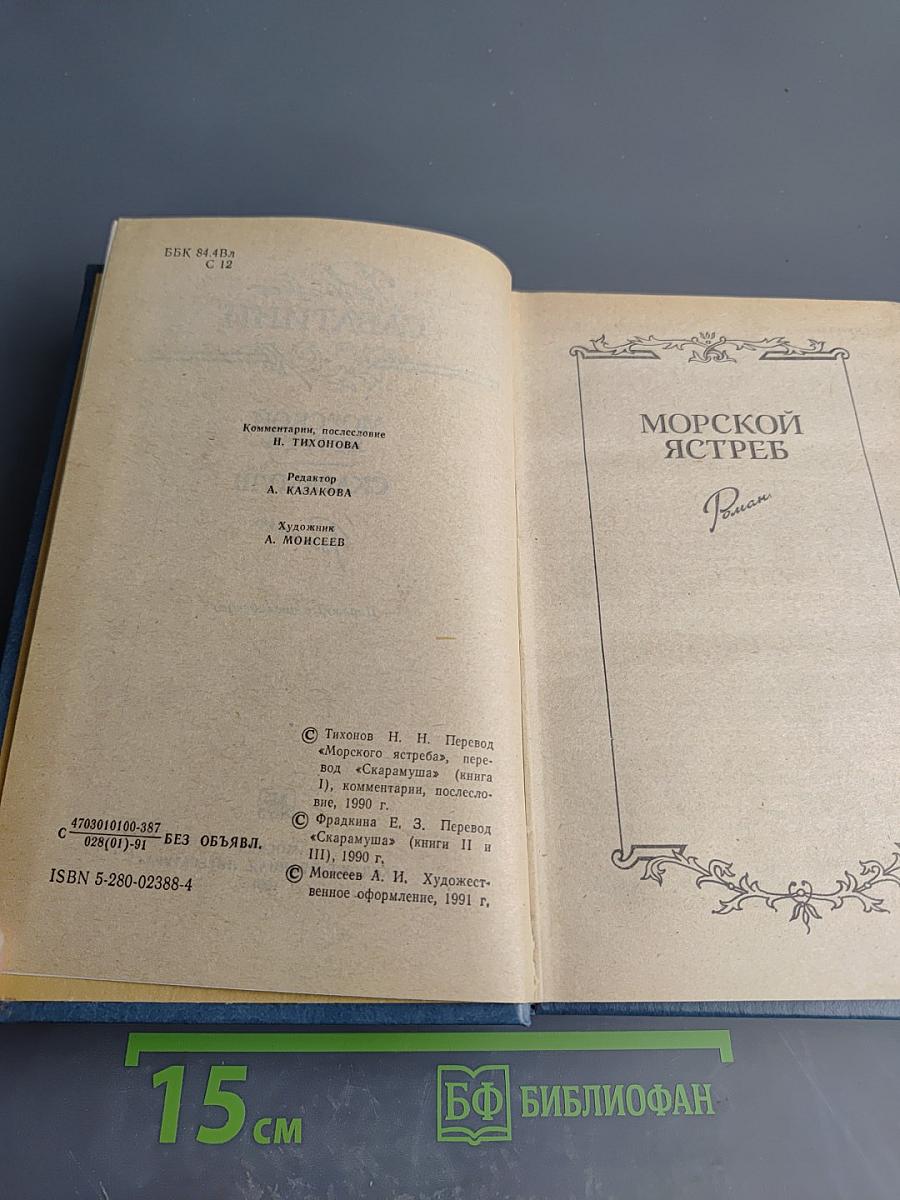 ББК 84.4Вл
С 12
Комментарии, послесловие
Н. ТИХОНОВА
Редактор
А. КАЗАКОВА
Художник
А. МОИСЕЕВ
© Тихонов Н. Н. Перевод
«Морского ястреба», пере-
вод «Скарамуша» (книга
I), комментарии, послесло-
вие, 1990 г.
© Фрадкина Е. З. Перевод
«Скарамуша» (книги II и
III), 1990 г.
© Моисеев А. И. Художест-
венное оформление, 1991 г.
С 4703010100-387 БЕЗ ОБЪЯВЛ.
028(01)-91
ISBN 5-280-02388-4
МОРСКОЙ
ЯСТРЕБ
Роман
15 см
БФ БИБЛИОФАН